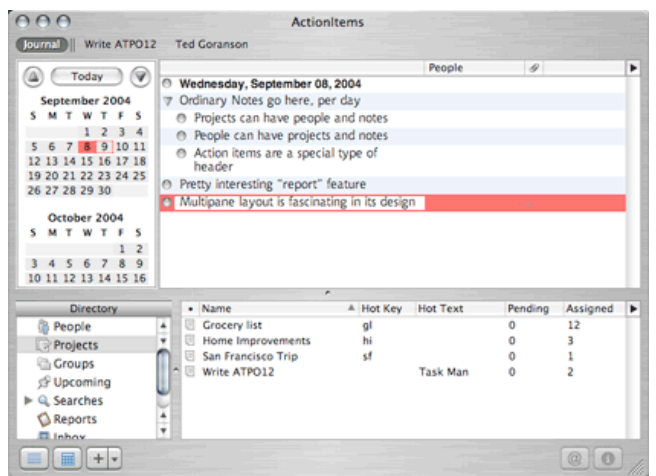 ActionItems
Journal Write ATPO12 Ted Goranson
People
Today
September 2004
S M T W T F S
1 2 3 4
5 6 7 8 9 10 11
12 13 14 15 16 17 18
19 20 21 22 23 24 25
26 27 28 29 30
October 2004
S M T W T F S
1 2
3 4 5 6 7 8 9
10 11 12 13 14 15 16
Wednesday, September 08, 2004
Ordinary Notes go here, per day
Projects can have people and notes
People can have projects and notes
Action items are a special type of
header
Pretty interesting "report" feature
Multipane layout is fascinating in its design
Directory
People
Projects
Groups
Upcoming
Searches
Reports
Inbox
• Name Hot Key Hot Text Pending Assigned
Grocery list gl 0 12
Home Improvements hi 0 3
San Francisco Trip sf 0 1
Write ATPO12 Task Man 0 2